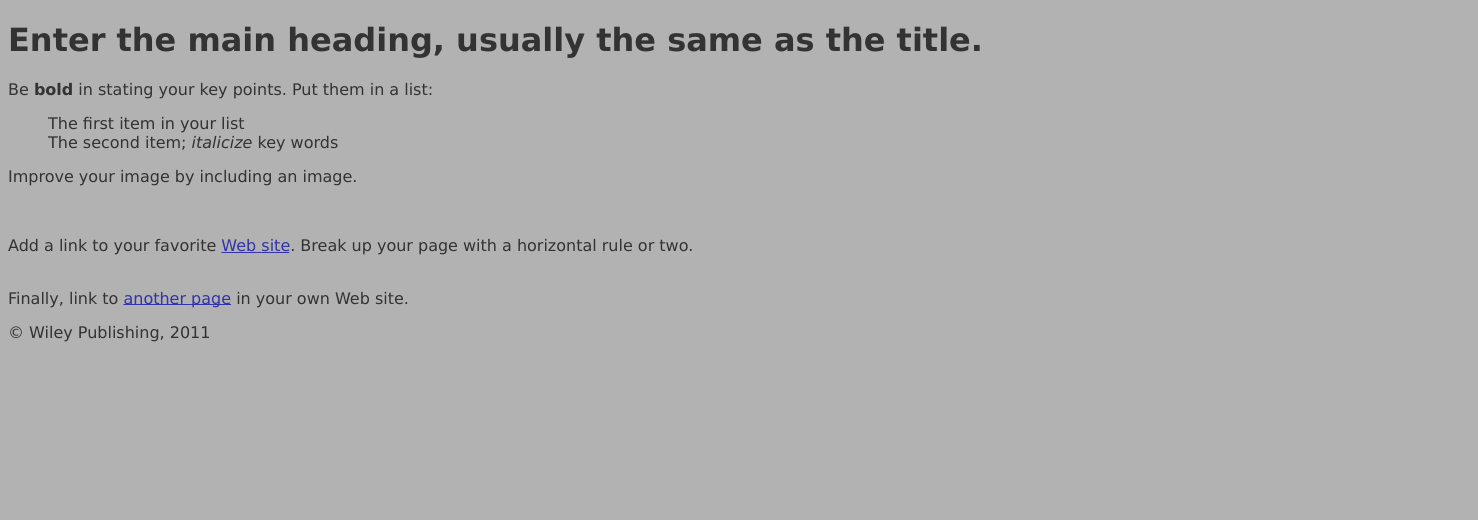 Enter the main heading, usually the same as the title.
Be bold in stating your key points. Put them in a list:
The first item in your list
The second item; italicize key words
Improve your image by including an image.
Add a link to your favorite Web site. Break up your page with a horizontal rule or two.
Finally, link to another page in your own Web site.
© Wiley Publishing, 2011